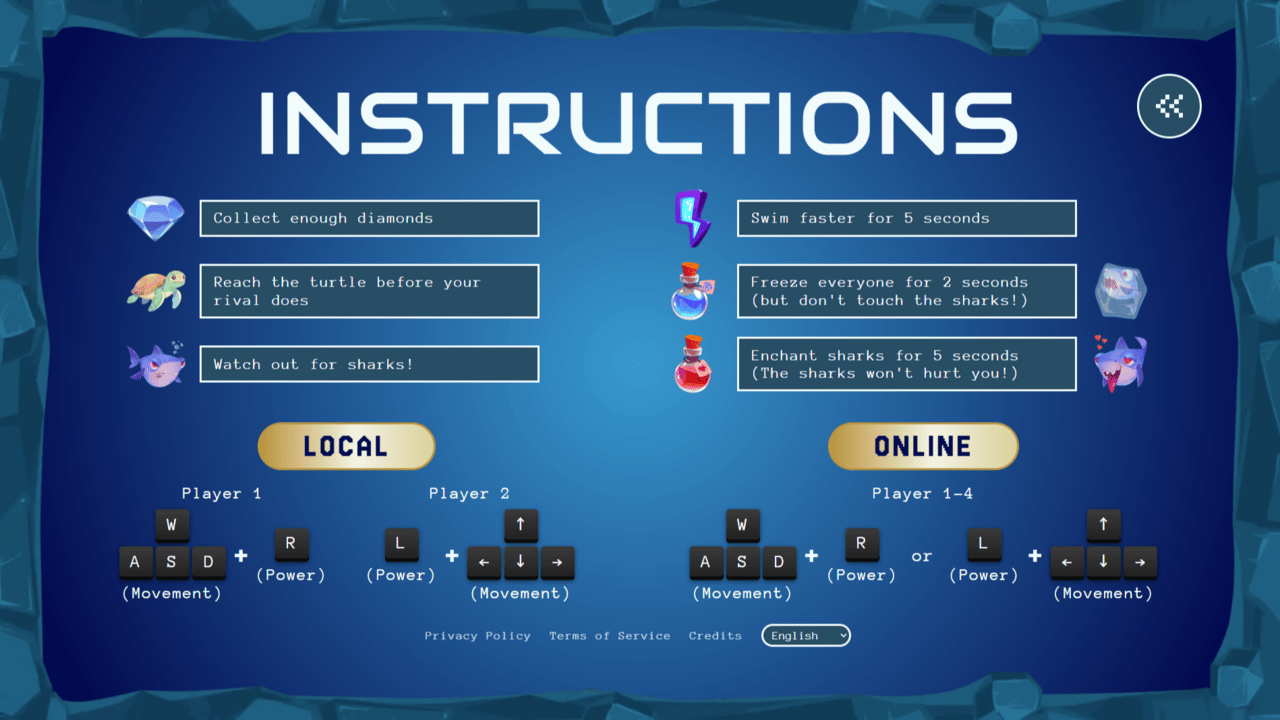 INSTRUCTIONS
Collect enough diamonds
Reach the turtle before your
rival does
Watch out for sharks!
Swim faster for 5 seconds
Freeze everyone for 2 seconds
(but don't touch the sharks!)
Enchant sharks for 5 seconds
(The sharks won't hurt you!)
LOCAL
Player 1
W
A S D
(Movement)
+
R
(Power)
Player 2
L
(Power)
+
↑
← ↓ →
(Movement)
ONLINE
Player 1-4
W
A S D
(Movement)
+
R
(Power)
or
L
(Power)
+
↑
← ↓ →
(Movement)
Privacy Policy Terms of Service Credits English